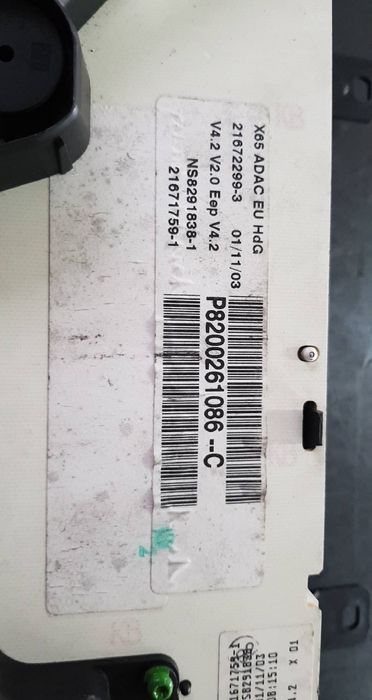 X65 ADAC EU HdG
21672299-3 01/11/03
V4.2 V2.0 Eep V4.2
NS8291838-1
21671759-1
P8200261086 --C